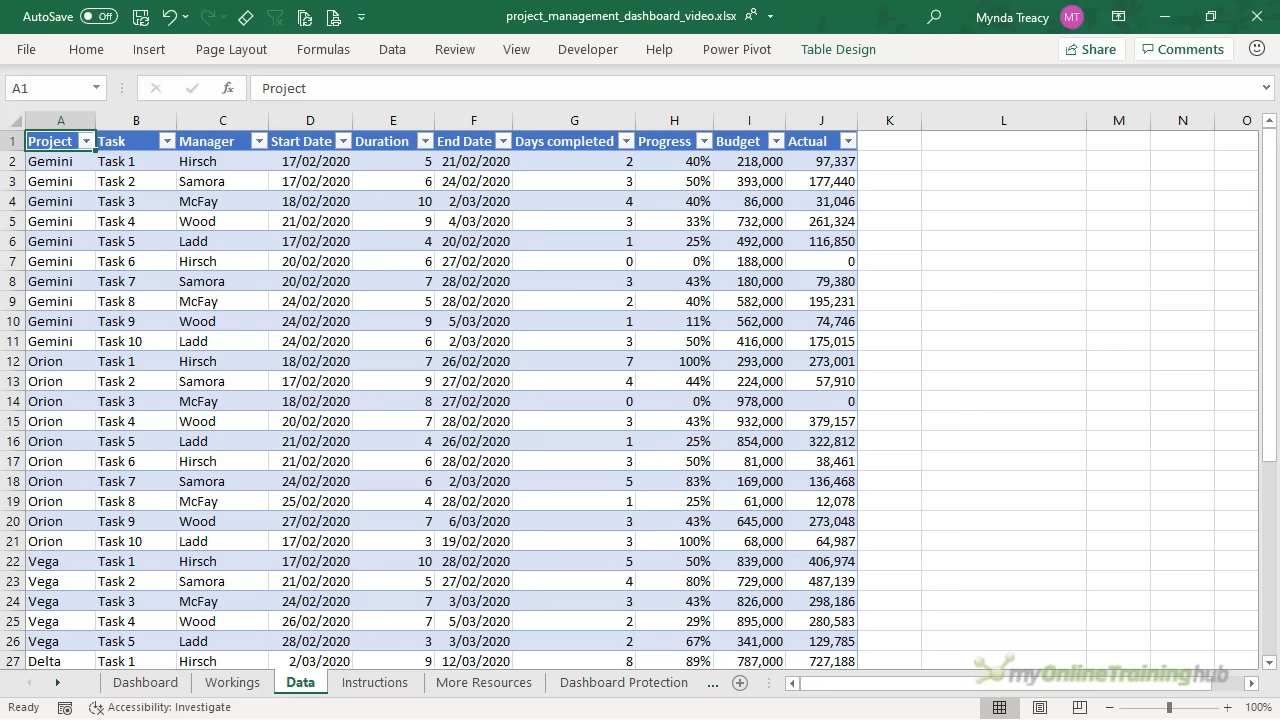 AutoSave Off project_management_dashboard_video.xlsx Mynda Treacy MT
File Home Insert Page Layout Formulas Data Review View Developer Help Power Pivot Table Design Share Comments
A1 fx Project
A B C D E F G H I J K L M N O
1 Project Task Manager Start Date Duration End Date Days completed Progress Budget Actual
2 Gemini Task 1 Hirsch 17/02/2020 5 21/02/2020 2 40% 218,000 97,337
3 Gemini Task 2 Samora 17/02/2020 6 24/02/2020 3 50% 393,000 177,440
4 Gemini Task 3 McFay 18/02/2020 10 2/03/2020 4 40% 86,000 31,046
5 Gemini Task 4 Wood 21/02/2020 9 4/03/2020 3 33% 732,000 261,324
6 Gemini Task 5 Ladd 17/02/2020 4 20/02/2020 1 25% 492,000 116,850
7 Gemini Task 6 Hirsch 20/02/2020 6 27/02/2020 0 0% 188,000 0
8 Gemini Task 7 Samora 20/02/2020 7 28/02/2020 3 43% 180,000 79,380
9 Gemini Task 8 McFay 24/02/2020 5 28/02/2020 2 40% 582,000 195,231
10 Gemini Task 9 Wood 24/02/2020 9 5/03/2020 1 11% 562,000 74,746
11 Gemini Task 10 Ladd 24/02/2020 6 2/03/2020 3 50% 416,000 175,015
12 Orion Task 1 Hirsch 18/02/2020 7 26/02/2020 7 100% 293,000 273,001
13 Orion Task 2 Samora 17/02/2020 9 27/02/2020 4 44% 224,000 57,910
14 Orion Task 3 McFay 18/02/2020 8 27/02/2020 0 0% 978,000 0
15 Orion Task 4 Wood 20/02/2020 7 28/02/2020 3 43% 932,000 379,157
16 Orion Task 5 Ladd 21/02/2020 4 26/02/2020 1 25% 854,000 322,812
17 Orion Task 6 Hirsch 21/02/2020 6 28/02/2020 3 50% 81,000 38,461
18 Orion Task 7 Samora 24/02/2020 6 2/03/2020 5 83% 169,000 136,468
19 Orion Task 8 McFay 25/02/2020 4 28/02/2020 1 25% 61,000 12,078
20 Orion Task 9 Wood 27/02/2020 7 6/03/2020 3 43% 645,000 273,048
21 Orion Task 10 Ladd 17/02/2020 3 19/02/2020 3 100% 68,000 64,987
22 Vega Task 1 Hirsch 17/02/2020 10 28/02/2020 5 50% 839,000 406,974
23 Vega Task 2 Samora 21/02/2020 5 27/02/2020 4 80% 729,000 487,139
24 Vega Task 3 McFay 24/02/2020 7 3/03/2020 3 43% 826,000 298,186
25 Vega Task 4 Wood 26/02/2020 7 5/03/2020 2 29% 895,000 280,583
26 Vega Task 5 Ladd 28/02/2020 3 3/03/2020 2 67% 341,000 129,785
27 Delta Task 1 Hirsch 2/03/2020 9 12/03/2020 8 89% 787,000 727,188
myOnlineTraininghub
Dashboard Workings Data Instructions More Resources Dashboard Protection ...
Ready Accessibility: Investigate 100%